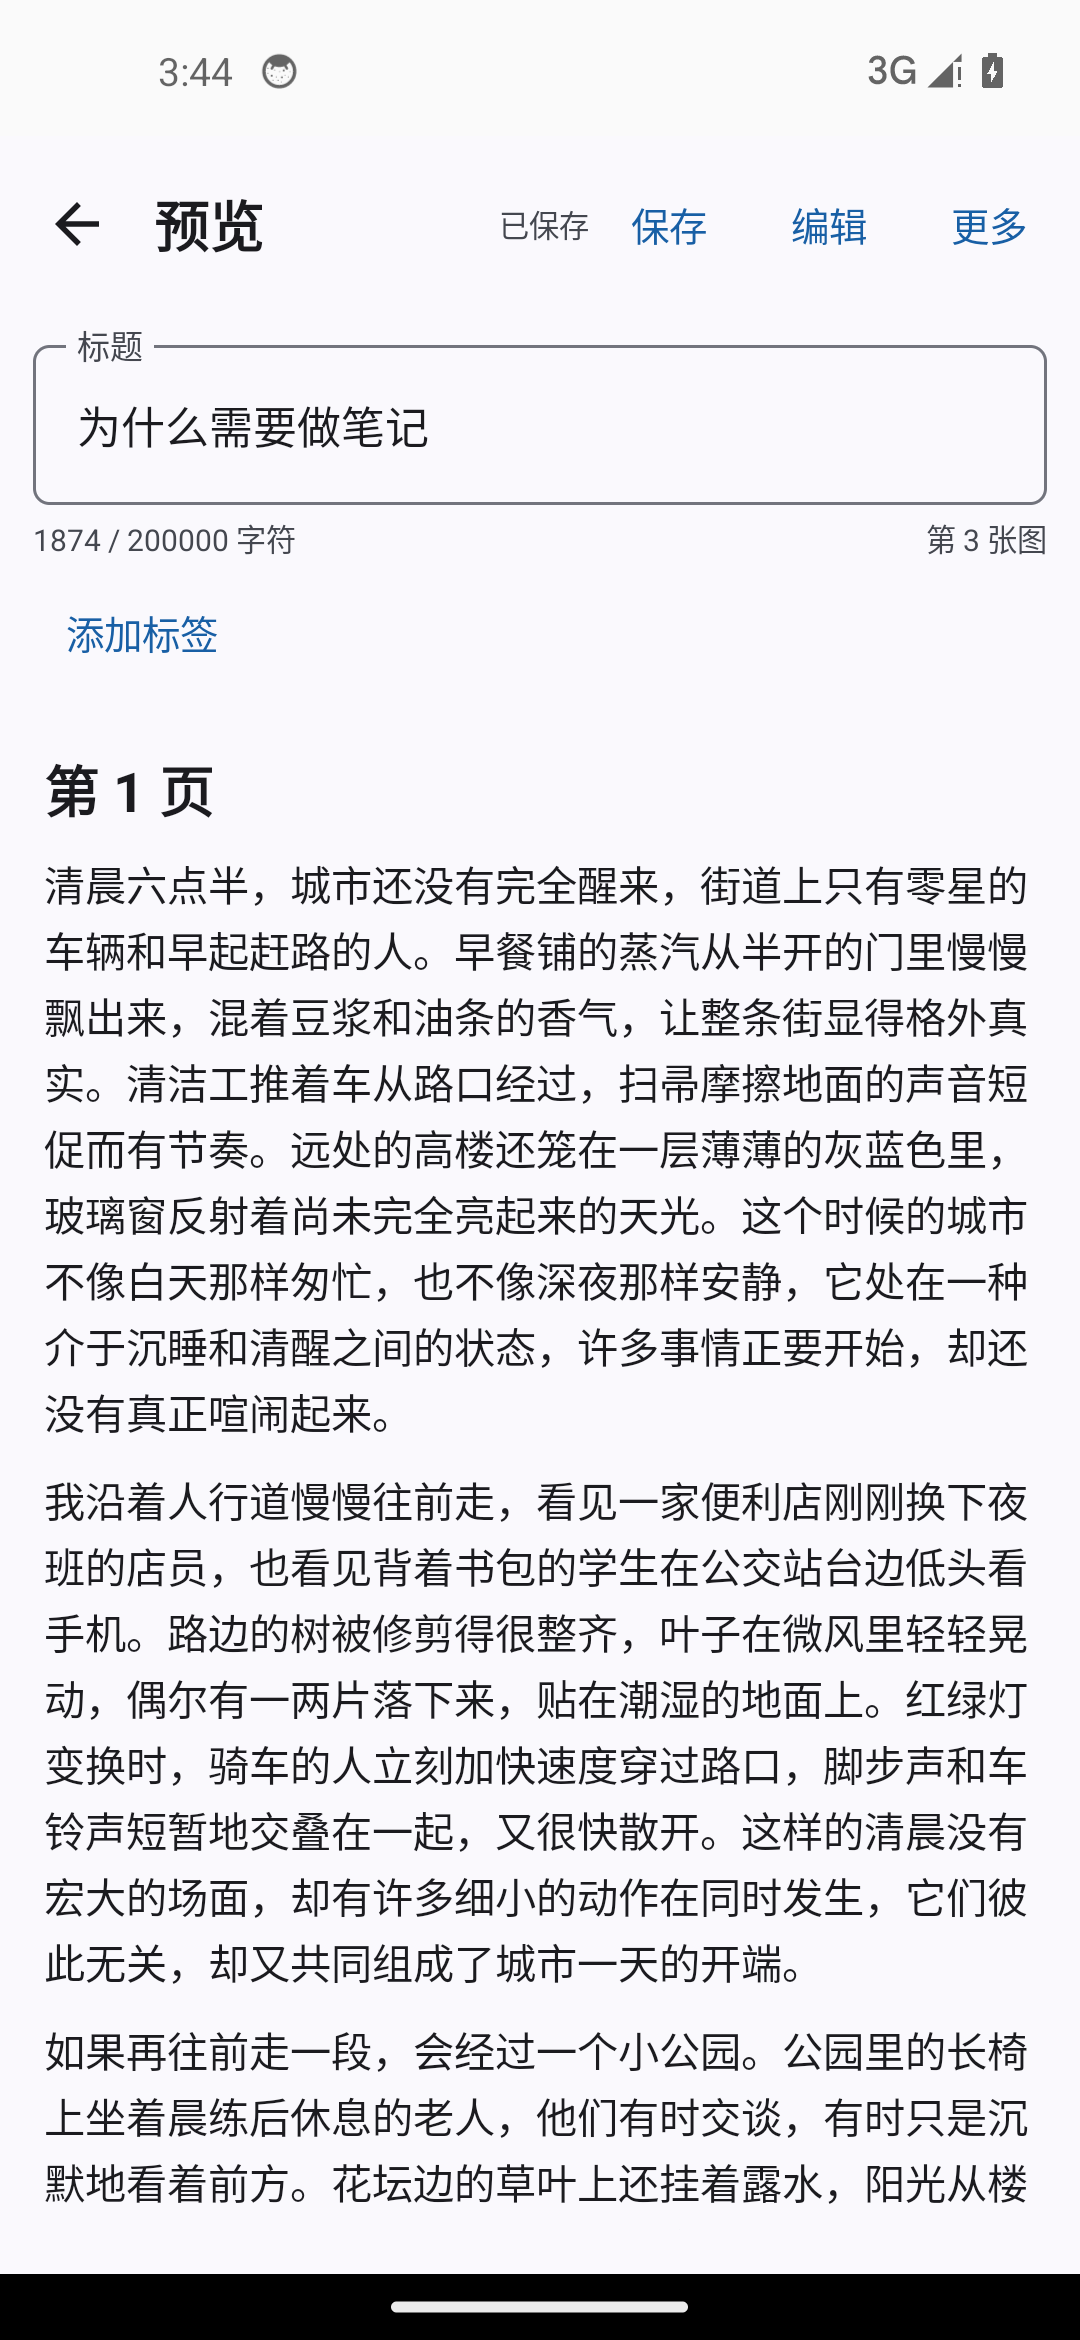 3:44
3G
预览
已保存
保存
编辑
更多
标题
为什么需要做笔记
1874 / 200000 字符
第 3 张图
添加标签
第 1 页
清晨六点半，城市还没有完全醒来，街道上只有零星的
车辆和早起赶路的人。早餐铺的蒸汽从半开的门里慢慢
飘出来，混着豆浆和油条的香气，让整条街显得格外真
实。清洁工推着车从路口经过，扫帚摩擦地面的声音短
促而有节奏。远处的高楼还笼在一层薄薄的灰蓝色里，
玻璃窗反射着尚未完全亮起来的天光。这个时候的城市
不像白天那样匆忙，也不像深夜那样安静，它处在一种
介于沉睡和清醒之间的状态，许多事情正要开始，却还
没有真正喧闹起来。
我沿着人行道慢慢往前走，看见一家便利店刚刚换下夜
班的店员，也看见背着书包的学生在公交站台边低头看
手机。路边的树被修剪得很整齐，叶子在微风里轻轻晃
动，偶尔有一两片落下来，贴在潮湿的地面上。红绿灯
变换时，骑车的人立刻加快速度穿过路口，脚步声和车
铃声短暂地交叠在一起，又很快散开。这样的清晨没有
宏大的场面，却有许多细小的动作在同时发生，它们彼
此无关，却又共同组成了城市一天的开端。
如果再往前走一段，会经过一个小公园。公园里的长椅
上坐着晨练后休息的老人，他们有时交谈，有时只是沉
默地看着前方。花坛边的草叶上还挂着露水，阳光从楼